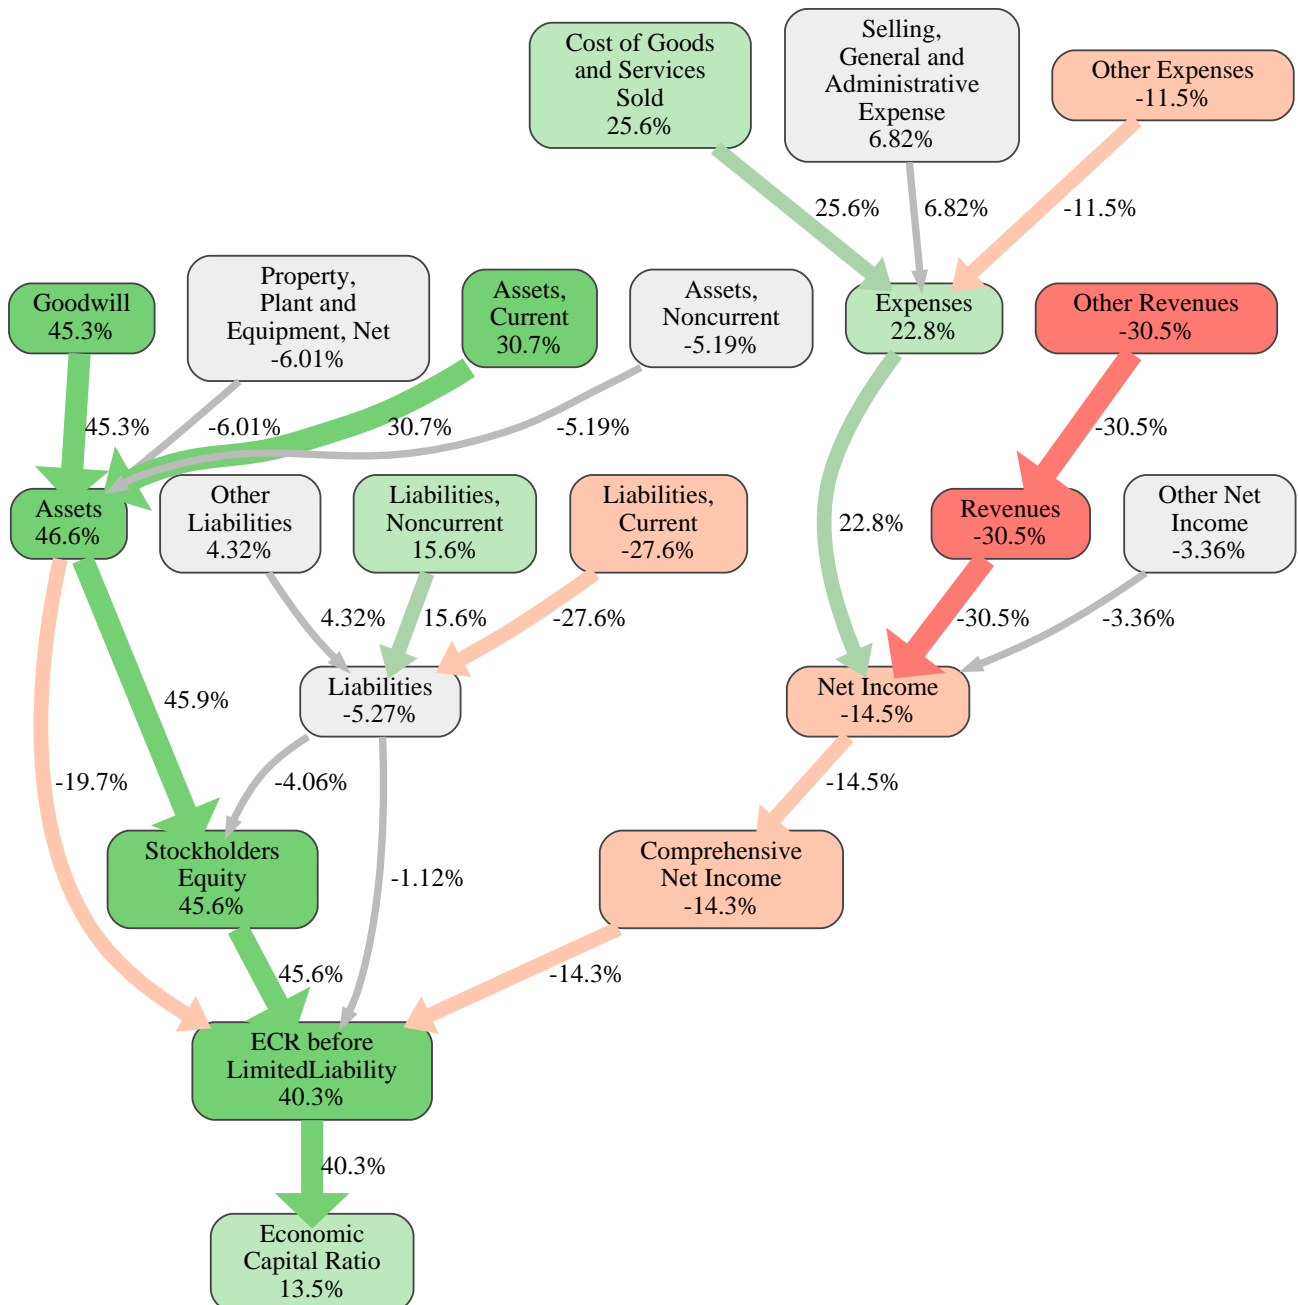 Cost of Goods
and Services
Sold
25.6%
Selling,
General and
Administrative
Expense
6.82%
Other Expenses
-11.5%
25.6%
6.82%
-11.5%
Goodwill
45.3%
Property,
Plant and
Equipment, Net
-6.01%
Assets,
Current
30.7%
Assets,
Noncurrent
-5.19%
Expenses
22.8%
Other Revenues
-30.5%
45.3%
-6.01%
30.7%
-5.19%
-30.5%
Assets
46.6%
Other
Liabilities
4.32%
Liabilities,
Noncurrent
15.6%
Liabilities,
Current
-27.6%
22.8%
Revenues
-30.5%
Other Net
Income
-3.36%
4.32%
15.6%
-27.6%
-30.5%
-3.36%
45.9%
Liabilities
-5.27%
Net Income
-14.5%
-19.7%
-4.06%
-14.5%
Stockholders
Equity
45.6%
-1.12%
Comprehensive
Net Income
-14.3%
45.6%
-14.3%
ECR before
LimitedLiability
40.3%
40.3%
Economic
Capital Ratio
13.5%